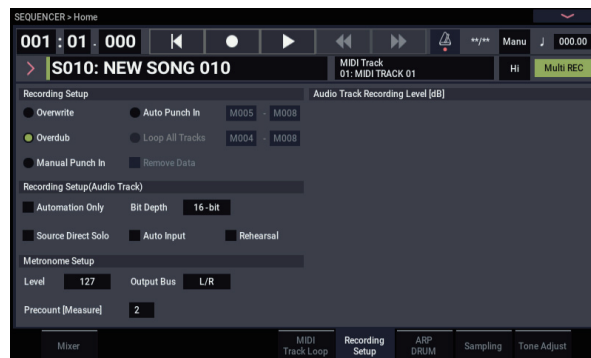 SEQUENCER > Home
001 : 01 . 000 **/** Manu ♩ 000.00
S010: NEW SONG 010 MIDI Track Hi Multi REC
01: MIDI TRACK 01
Recording Setup Audio Track Recording Level [dB]
Overwrite Auto Punch In M005 - M008
Overdub Loop All Tracks M004 - M008
Manual Punch In Remove Data
Recording Setup(Audio Track)
Automation Only Bit Depth 16-bit
Source Direct Solo Auto Input Rehearsal
Metronome Setup
Level 127 Output Bus L/R
Precount [Measure] 2
Mixer MIDI Track Loop Recording Setup ARP DRUM Sampling Tone Adjust